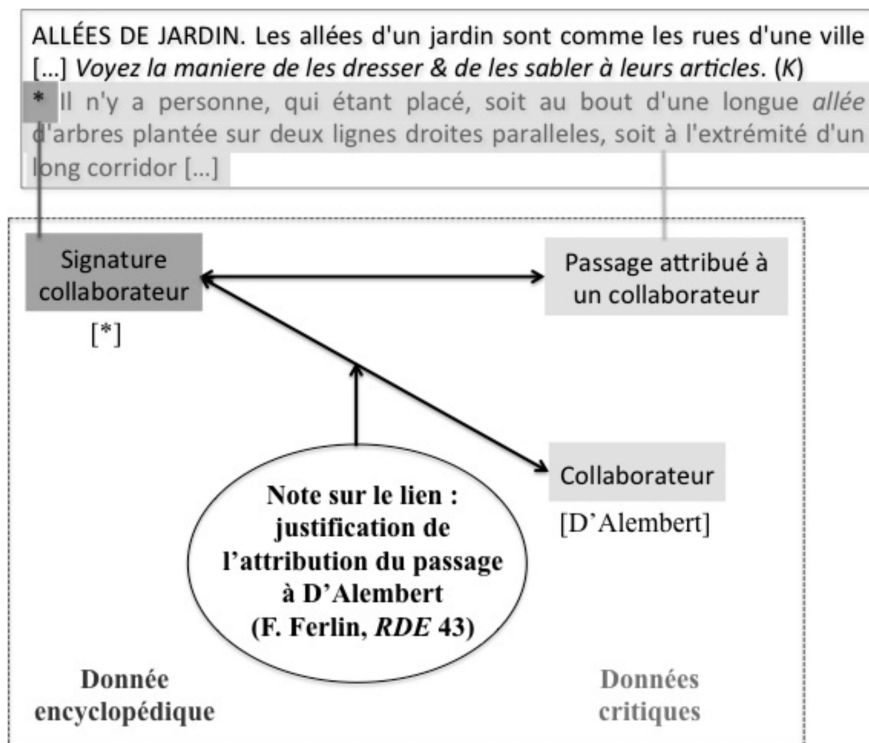 ALLÉES DE JARDIN. Les allées d'un jardin sont comme les rues d'une ville
[…] Voyez la maniere de les dresser & de les sabler à leurs articles. (K)
* Il n'y a personne, qui étant placé, soit au bout d'une longue allée
d'arbres plantée sur deux lignes droites paralleles, soit à l'extrémité d'un
long corridor […]
Signature
collaborateur
[*]
Passage attribué à
un collaborateur
Collaborateur
[D'Alembert]
Note sur le lien :
justification de
l'attribution du passage
à D'Alembert
(F. Ferlin, RDE 43)
Donnée
encyclopédique
Données
critiques